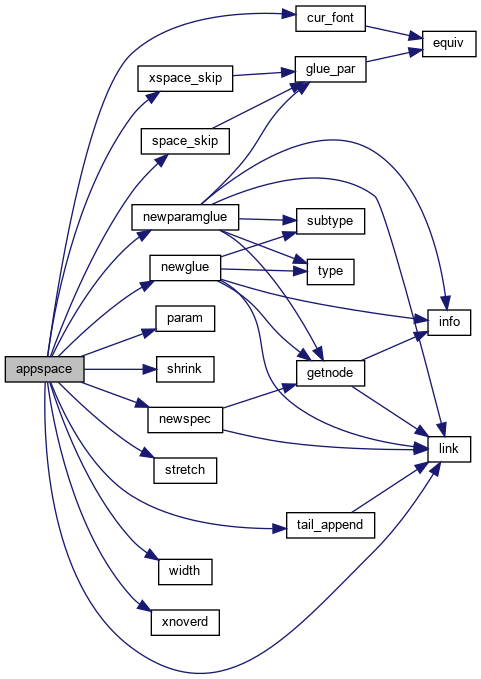 cur_font
equiv
glue_par
xspace_skip
space_skip
newparamglue
subtype
newglue
type
param
info
appspace
shrink
getnode
newspec
link
stretch
tail_append
width
xnoverd